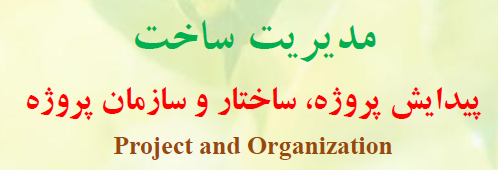 مدیریت ساخت
پیدایش پروژه، ساختار و سازمان پروژه
Project and Organization